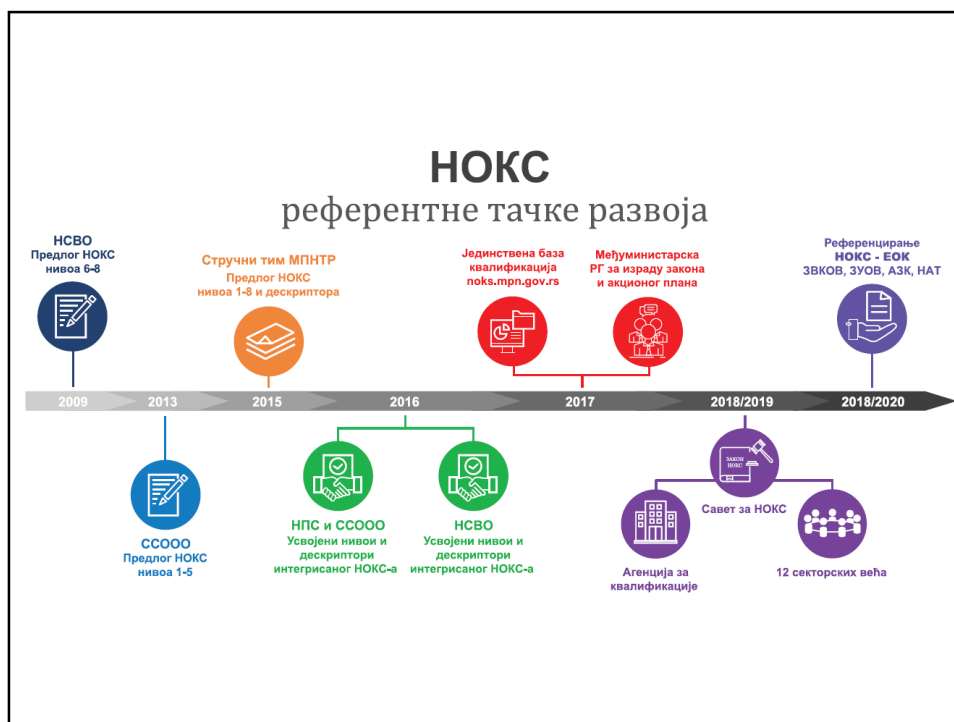 НОКС
референтне тачке развоја
НСВО
Предлог НОКС
нивоа 6-8
Стручни тим МПНТР
Предлог НОКС
нивоа 1-8 и дескриптора
Јединствена база
квалификација
noks.mpn.gov.rs
Међуминистарска
РГ за израду закона
и акционог плана
Референцирање
НОКС - ЕОК
ЗВКОВ, ЗУОВ, АЗК, НАТ
2009
2013
2015
2016
2017
2018/2019
2018/2020
ССООО
Предлог НОКС
нивоа 1-5
НПС и ССООО
Усвојени нивои и
дескриптори
интегрисаног НОКС-а
НСВО
Усвојени нивои и
дескриптори
интегрисаног НОКС-а
ЗАКОН
НОКС
Савет за НОКС
Агенција за
квалификације
12 секторских већа